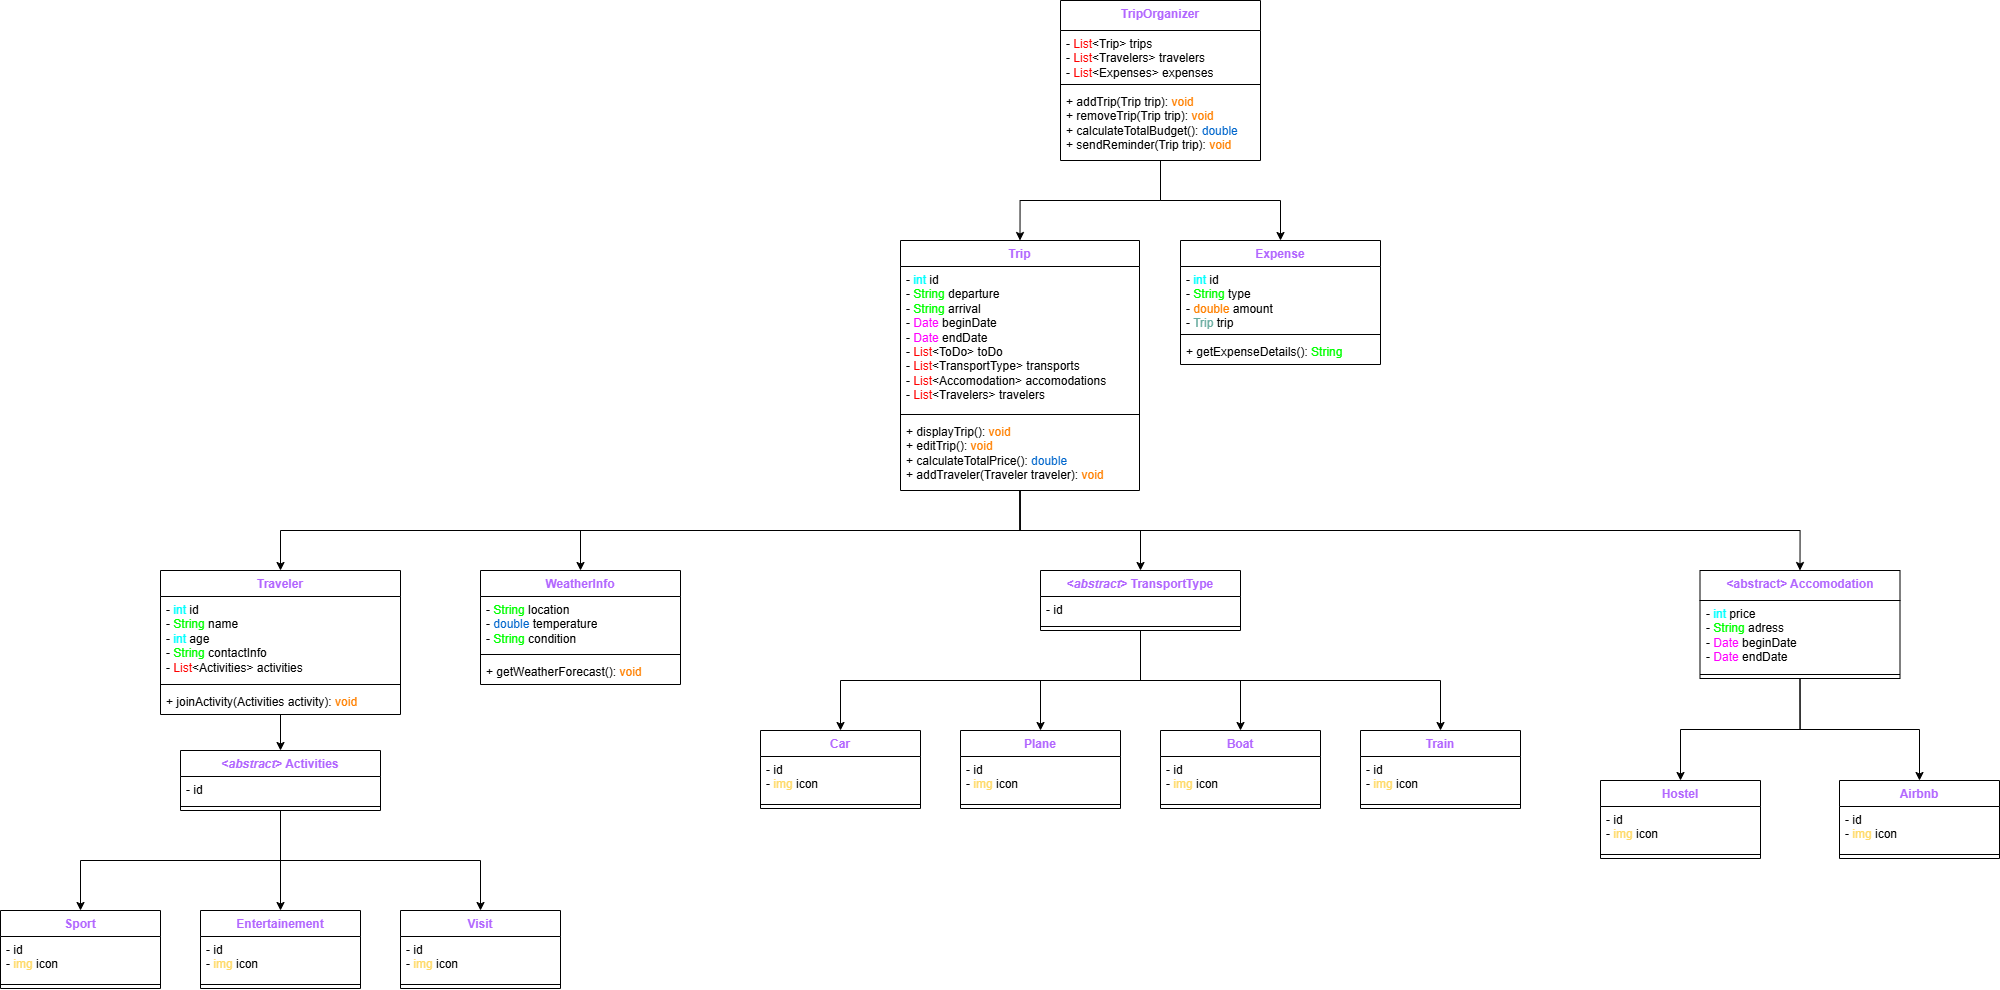 TripOrganizer
- List<Trip> trips
- List<Travelers> travelers
- List<Expenses> expenses
+ addTrip(Trip trip): void
+ removeTrip(Trip trip): void
+ calculateTotalBudget(): double
+ sendReminder(Trip trip): void
Trip
- int id
- String departure
- String arrival
- Date beginDate
- Date endDate
- List<ToDo> toDo
- List<TransportType> transports
- List<Accomodation> accomodations
- List<Travelers> travelers
+ displayTrip(): void
+ editTrip(): void
+ calculateTotalPrice(): double
+ addTraveler(Traveler traveler): void
Expense
- int id
- String type
- double amount
- Trip trip
+ getExpenseDetails(): String
Traveler
- int id
- String name
- int age
- String contactInfo
- List<Activities> activities
+ joinActivity(Activities activity): void
WeatherInfo
- String location
- double temperature
- String condition
+ getWeatherForecast(): void
<abstract> TransportType
- id
<abstract> Accomodation
- int price
- String adress
- Date beginDate
- Date endDate
Car
- id
- img icon
Plane
- id
- img icon
Boat
- id
- img icon
Train
- id
- img icon
<abstract> Activities
- id
Hostel
- id
- img icon
Airbnb
- id
- img icon
Sport
- id
- img icon
Entertainement
- id
- img icon
Visit
- id
- img icon